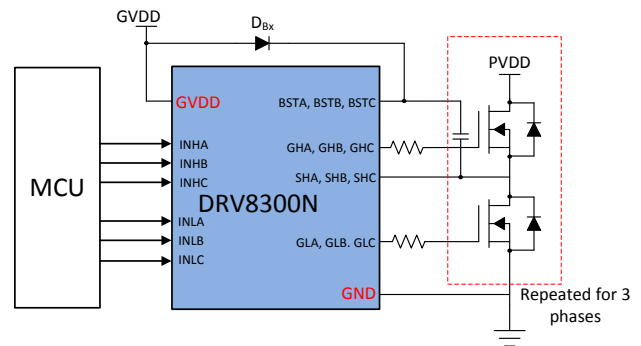 GVDD
DBx
PVDD
GVDD
BSTA, BSTB, BSTC
INHA
INHB
INHC
GHA, GHB, GHC
SHA, SHB, SHC
MCU
DRV8300N
INLA
INLB
INLC
GLA, GLB. GLC
GND
Repeated for 3
phases